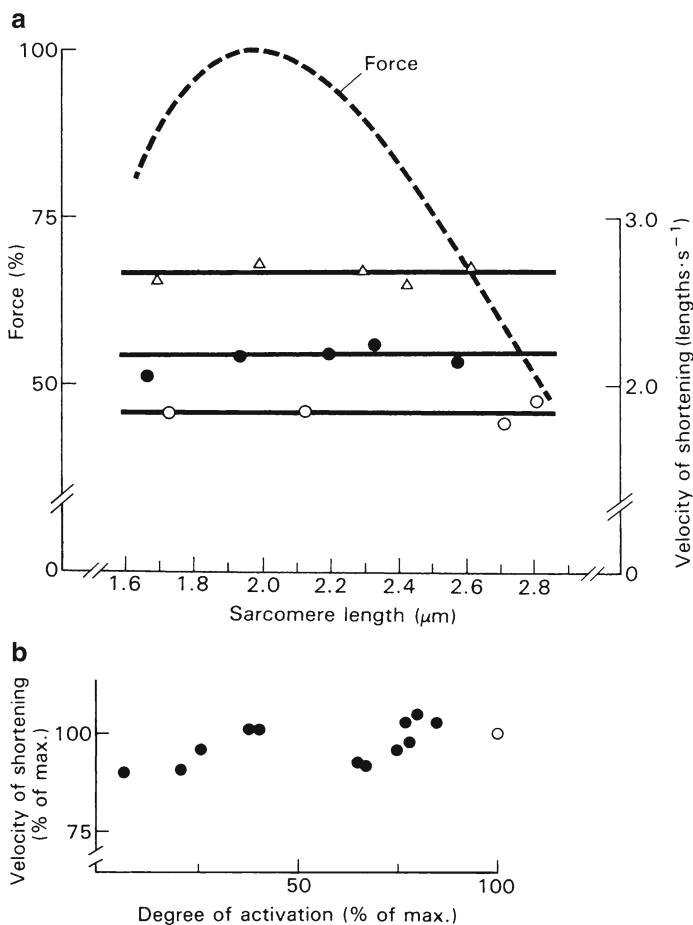 a
100
Force
75
3.0
Force (%)
Velocity of shortening (lengths·s⁻¹)
50
2.0
0
0
1.6 1.8 2.0 2.2 2.4 2.6 2.8
Sarcomere length (μm)
b
Velocity of shortening
(% of max.)
100
75
50 100
Degree of activation (% of max.)